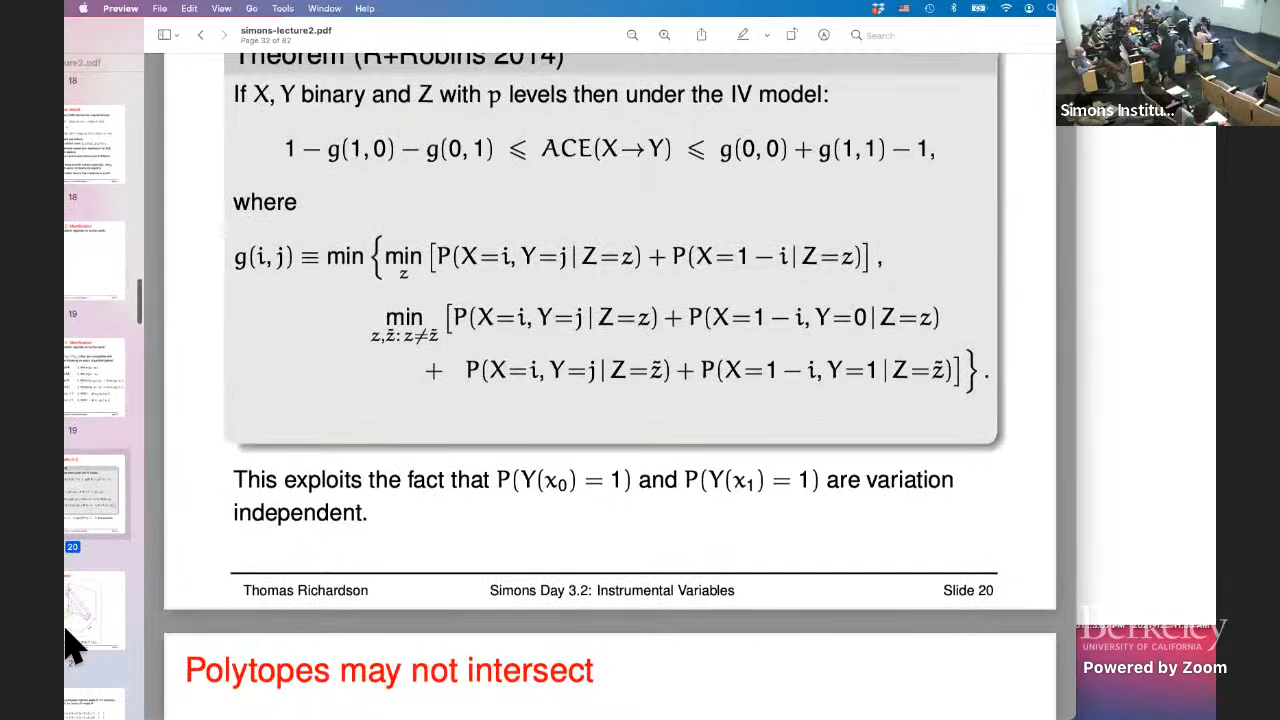 Preview File Edit View Go Tools Window Help
simons-lecture2.pdf
Page 32 of 82
Search
ure2.pdf
18
18
19
19
20
Theorem (R+Robins 2014)
If X, Y binary and Z with p levels then under the IV model:
1 − g(1, 0) − g(0, 1) ⩽ ACE(X→Y) ⩽ g(0, 0) + g(1, 1) − 1,
where
g(i, j) ≡ min { min_z [P(X=i, Y=j | Z=z) + P(X=1 − i | Z=z)] ,
min_{z,z̃: z≠z̃} [P(X=i, Y=j | Z=z) + P(X=1 − i, Y=0 | Z=z)
+ P(X=i, Y=j | Z=z̃) + P(X=1 − i, Y=1 | Z=z̃)] } .
This exploits the fact that P(Y(x₀) = 1) and P(Y(x₁) = 1) are variation
independent.
Thomas Richardson Simons Day 3.2: Instrumental Variables Slide 20
Polytopes may not intersect
Simons Institu...
Berkeley
UNIVERSITY OF CALIFORNIA
Powered by Zoom